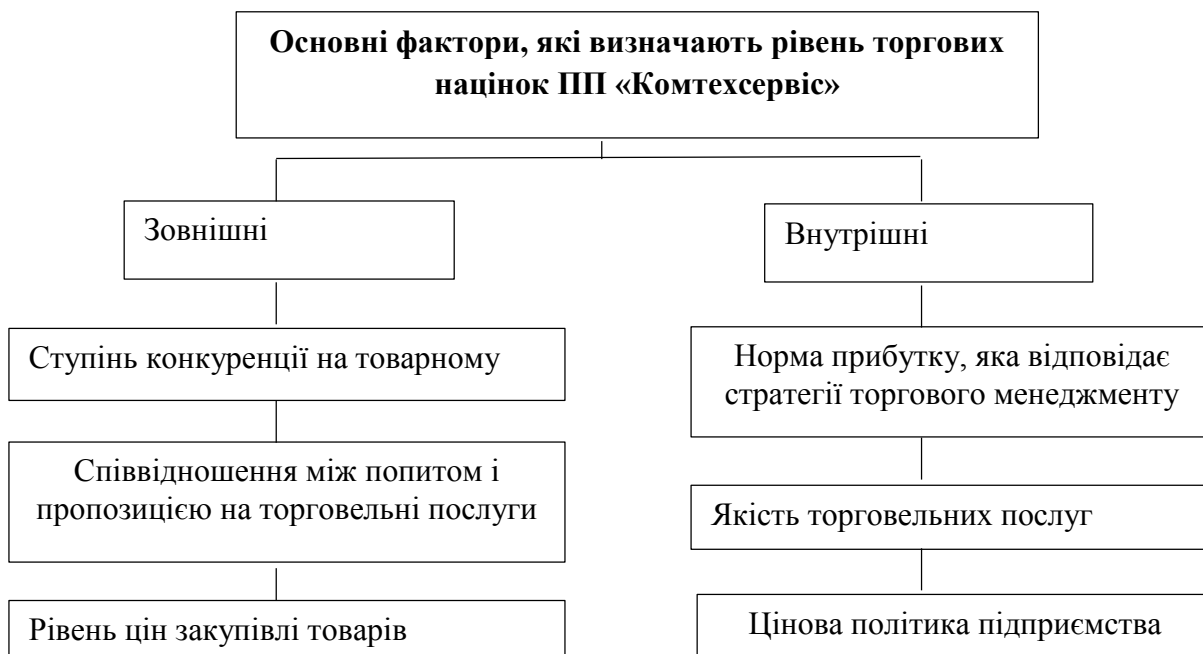 Основні фактори, які визначають рівень торгових
націнок ПП «Комтехсервіс»
Зовнішні
Внутрішні
Ступінь конкуренції на товарному
Норма прибутку, яка відповідає
стратегії торгового менеджменту
Співвідношення між попитом і
пропозицією на торговельні послуги
Якість торговельних послуг
Рівень цін закупівлі товарів
Цінова політика підприємства